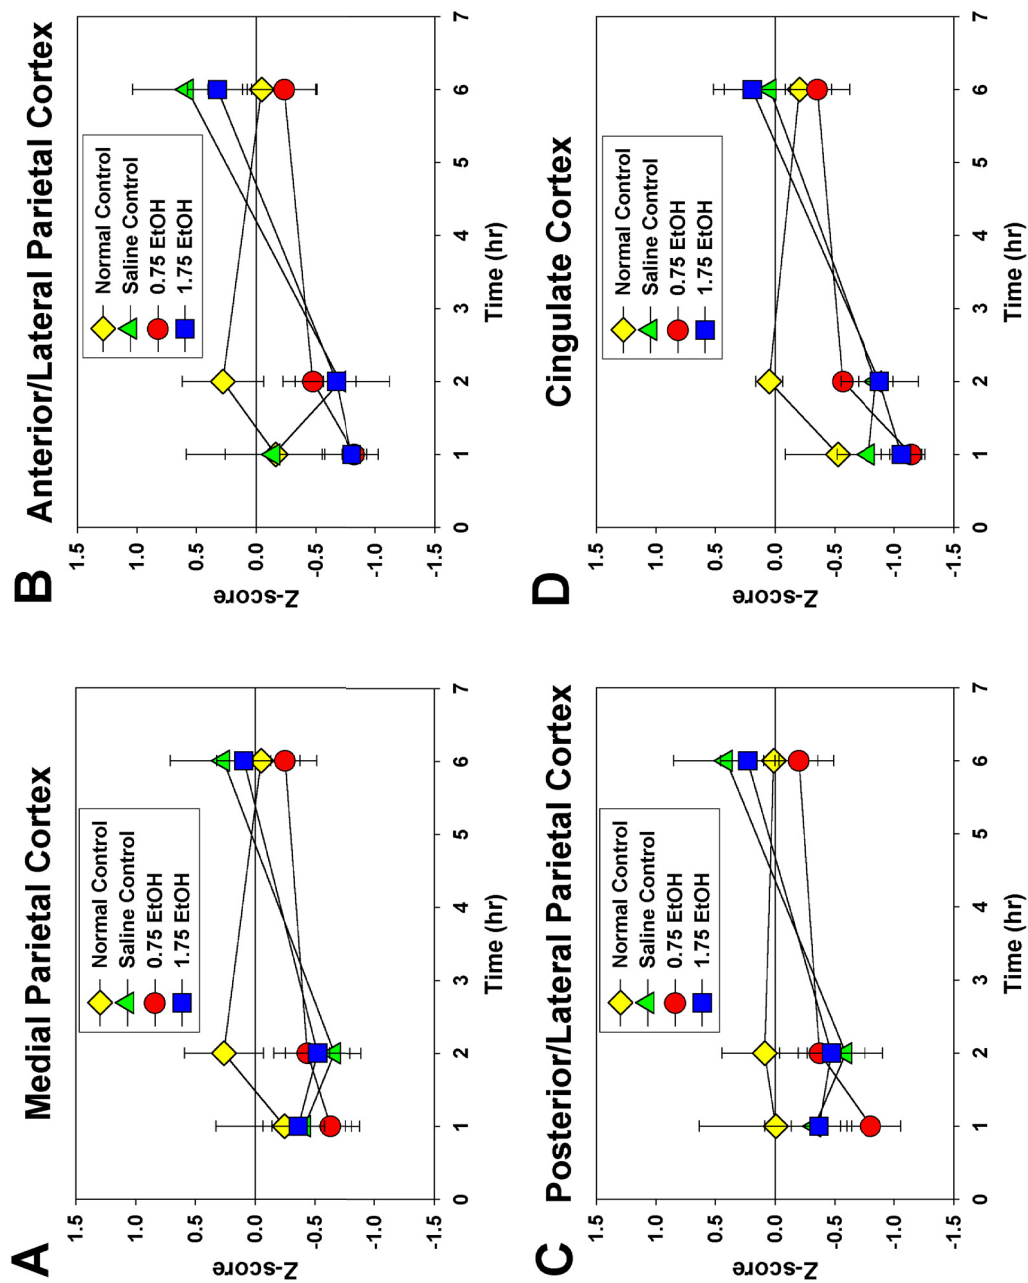 A
Medial Parietal Cortex
Normal Control
Saline Control
0.75 EtOH
1.75 EtOH
1.5
1.0
0.5
0.0
-0.5
-1.0
-1.5
Z-score
0 1 2 3 4 5 6 7
Time (hr)
B
Anterior/Lateral Parietal Cortex
Normal Control
Saline Control
0.75 EtOH
1.75 EtOH
1.5
1.0
0.5
0.0
-0.5
-1.0
-1.5
Z-score
0 1 2 3 4 5 6 7
Time (hr)
C
Posterior/Lateral Parietal Cortex
Normal Control
Saline Control
0.75 EtOH
1.75 EtOH
1.5
1.0
0.5
0.0
-0.5
-1.0
-1.5
Z-score
0 1 2 3 4 5 6 7
Time (hr)
D
Cingulate Cortex
Normal Control
Saline Control
0.75 EtOH
1.75 EtOH
1.5
1.0
0.5
0.0
-0.5
-1.0
-1.5
Z-score
0 1 2 3 4 5 6 7
Time (hr)